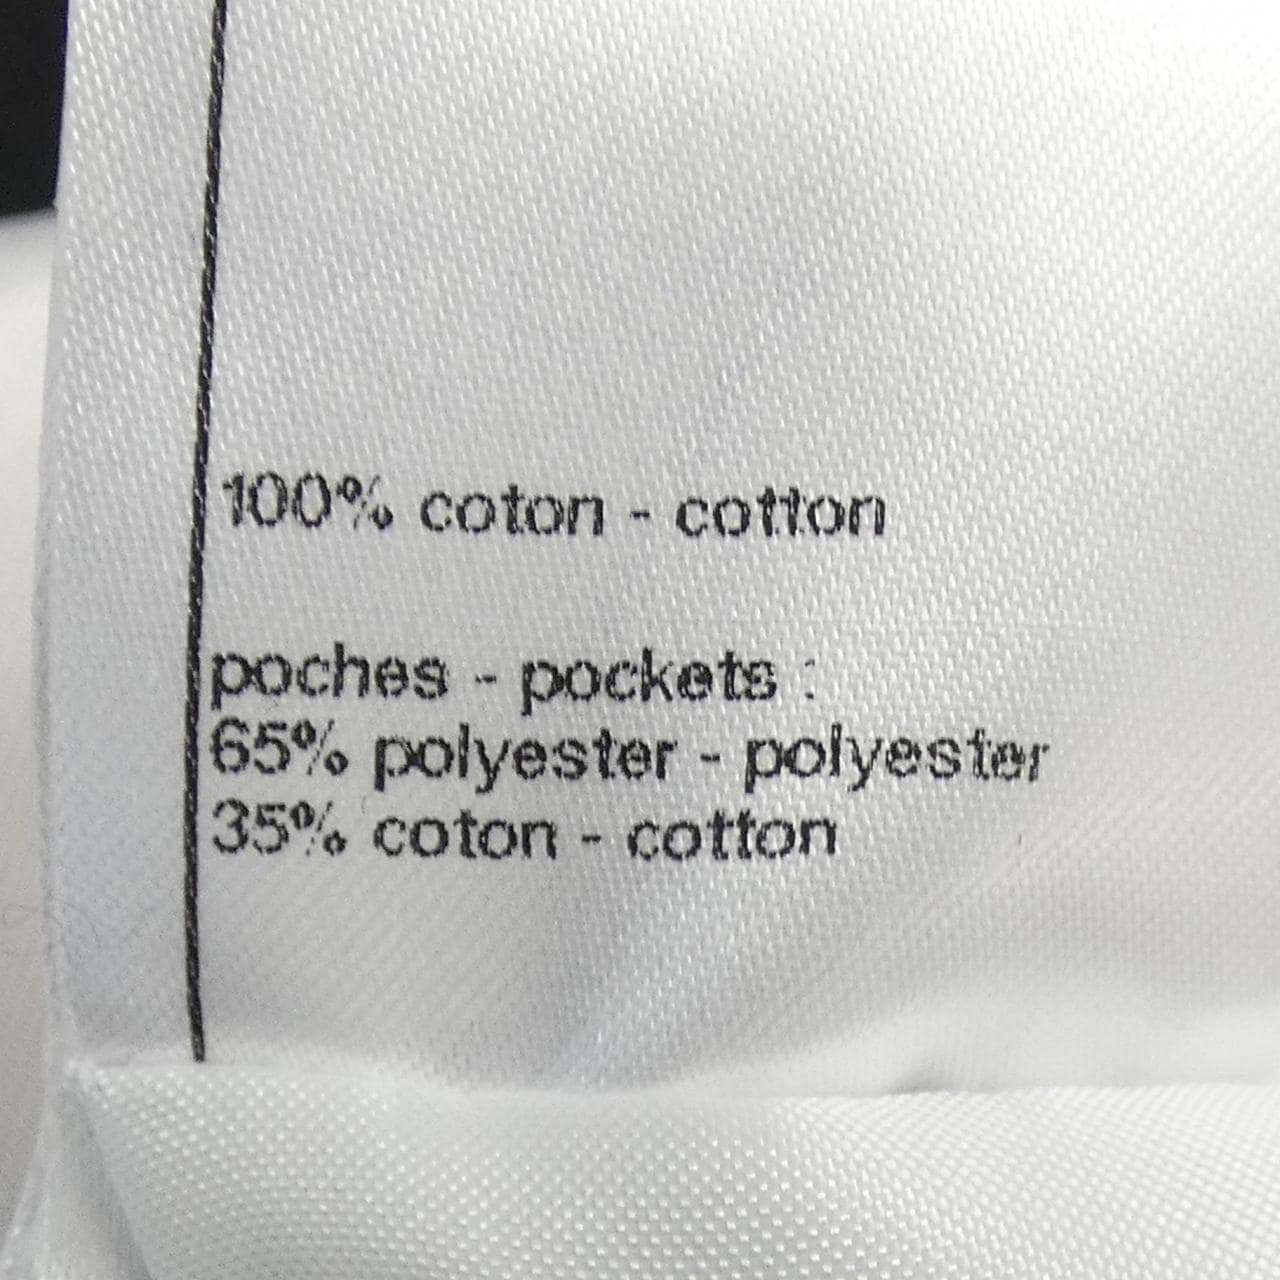 100% coton - cotton
poches - pockets :
65% polyester - polyester
35% coton - cotton